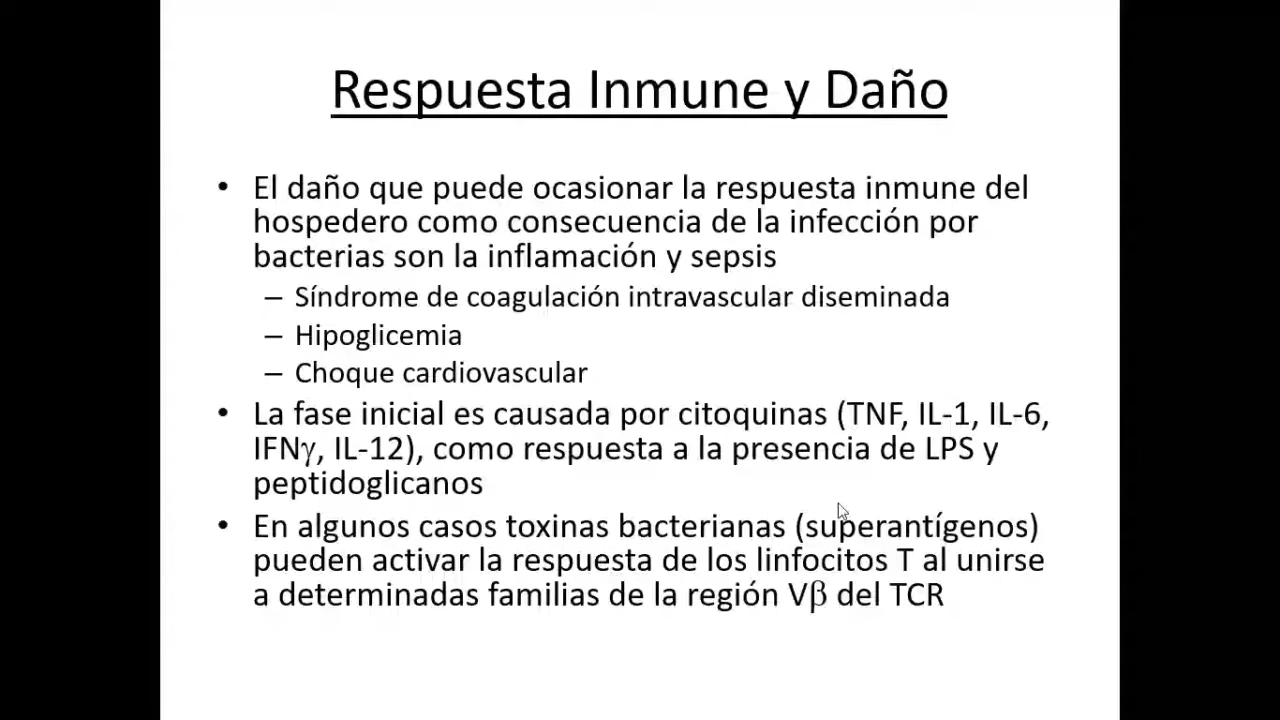 Respuesta Inmune y Daño
• El daño que puede ocasionar la respuesta inmune del
hospedero como consecuencia de la infección por
bacterias son la inflamación y sepsis
– Síndrome de coagulación intravascular diseminada
– Hipoglicemia
– Choque cardiovascular
• La fase inicial es causada por citoquinas (TNF, IL-1, IL-6,
IFNγ, IL-12), como respuesta a la presencia de LPS y
peptidoglicanos
• En algunos casos toxinas bacterianas (superantígenos)
pueden activar la respuesta de los linfocitos T al unirse
a determinadas familias de la región Vβ del TCR